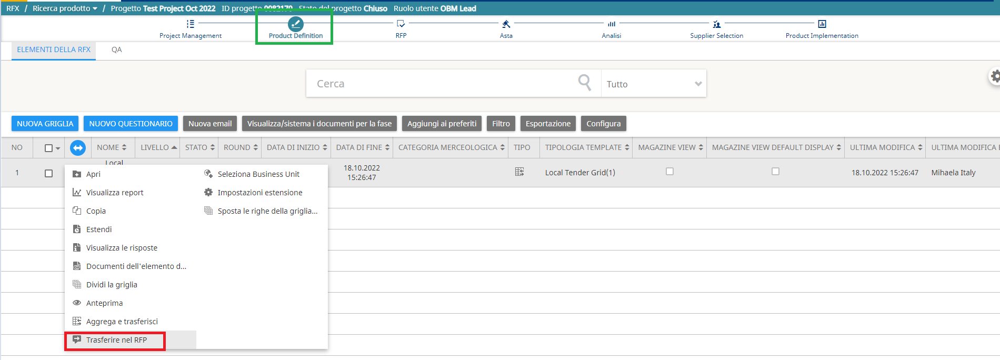 RFX / Ricerca prodotto / Progetto Test Project Oct 2022 ID progetto 0082170 Stato del progetto Chiuso Ruolo utente OBM Lead
Project Management Product Definition RFP Asta Analisi Supplier Selection Product Implementation
ELEMENTI DELLA RFX QA
Cerca Tutto
NUOVA GRIGLIA NUOVO QUESTIONARIO Nuova email Visualizza/sistema i documenti per la fase Aggiungi ai preferiti Filtro Esportazione Configura
NO NOME LIVELLO STATO ROUND DATA DI INIZIO DATA DI FINE CATEGORIA MERCEOLOGICA TIPO TIPOLOGIA TEMPLATE MAGAZINE VIEW MAGAZINE VIEW DEFAULT DISPLAY ULTIMA MODIFICA ULTIMA MODIFICA
Local
1 18.10.2022 Local Tender Grid(1) 18.10.2022 15:26:47 Mihaela Italy
15:26:47
Apri
Visualizza report
Copia
Estendi
Visualizza le risposte
Documenti dell'elemento d...
Dividi la griglia
Anteprima
Aggrega e trasferisci
Trasferire nel RFP
Seleziona Business Unit
Impostazioni estensione
Sposta le righe della griglia...